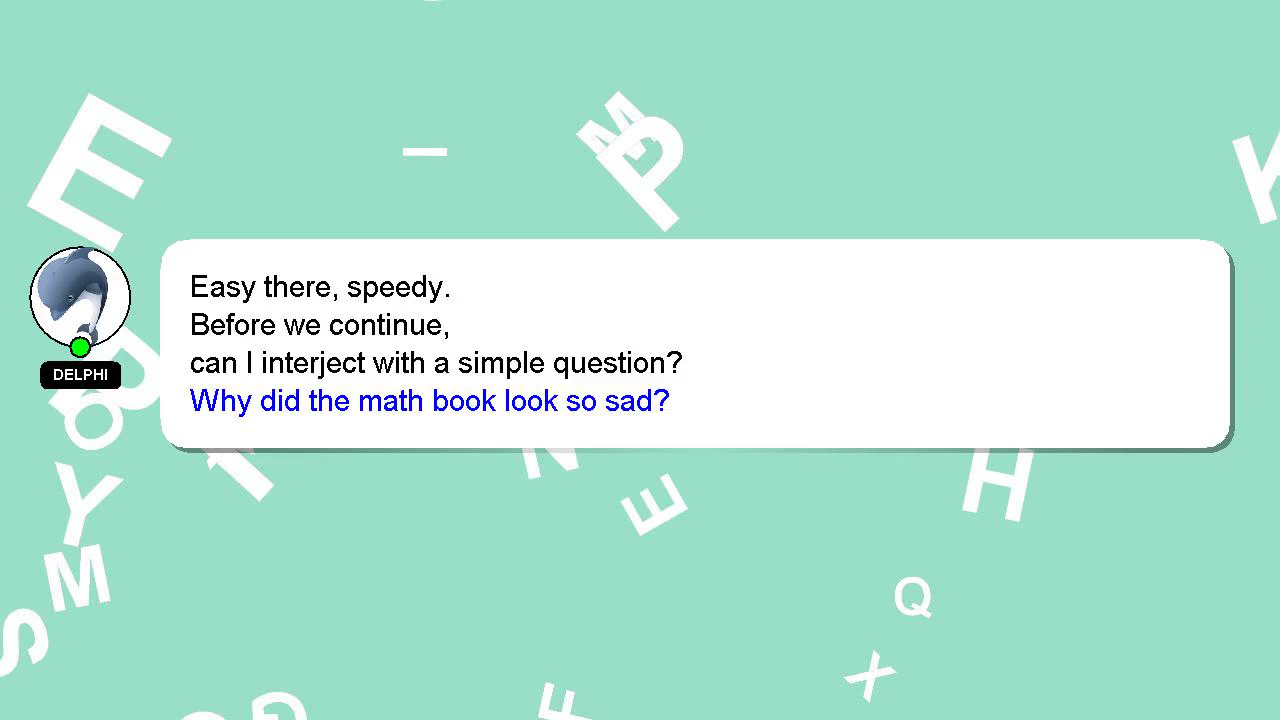 E
M
P
K
Easy there, speedy.
Before we continue,
can I interject with a simple question?
Why did the math book look so sad?
DELPHI
Y
N
H
E
M
Q
S
X
G
F